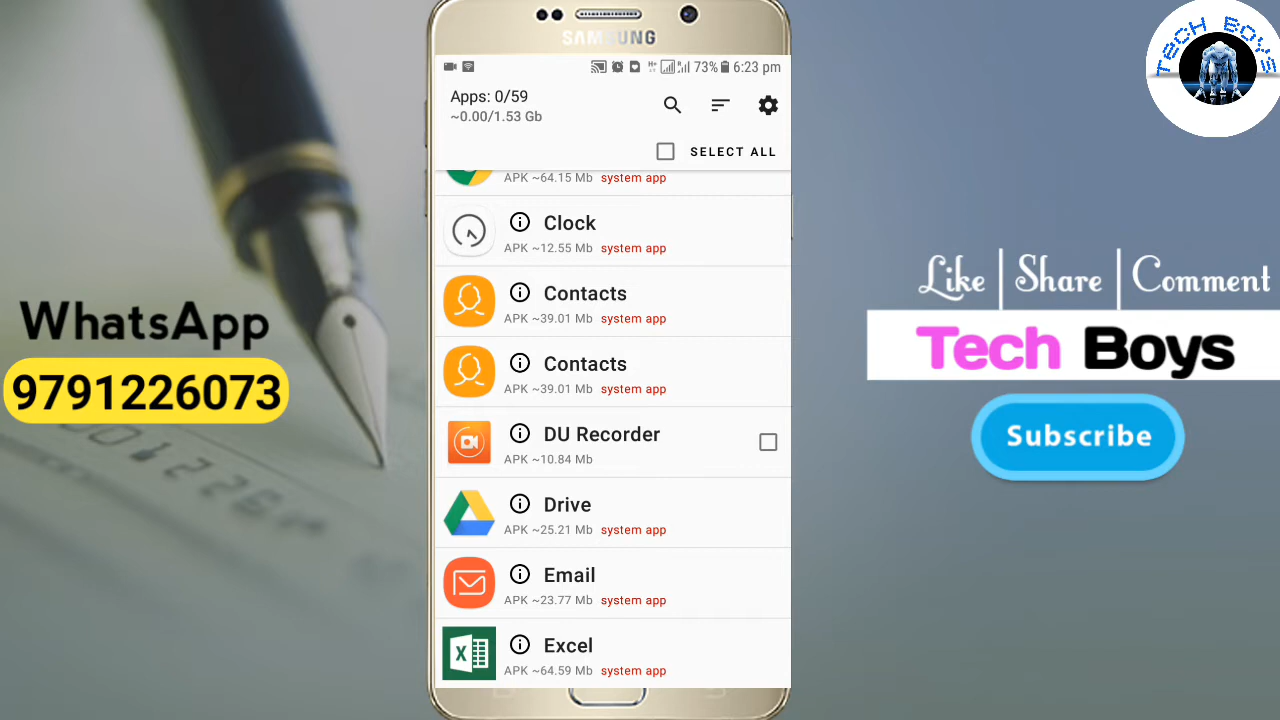 SAMSUNG
73% 6:23 pm
Apps: 0/59
~0.00/1.53 Gb
SELECT ALL
APK ~64.15 Mb system app
Clock
APK ~12.55 Mb system app
Contacts
APK ~39.01 Mb system app
Contacts
APK ~39.01 Mb system app
DU Recorder
APK ~10.84 Mb
Drive
APK ~25.21 Mb system app
Email
APK ~23.77 Mb system app
Excel
APK ~64.59 Mb system app
WhatsApp
9791226073
TECH BOYS
Like | Share | Comment
Tech Boys
Subscribe